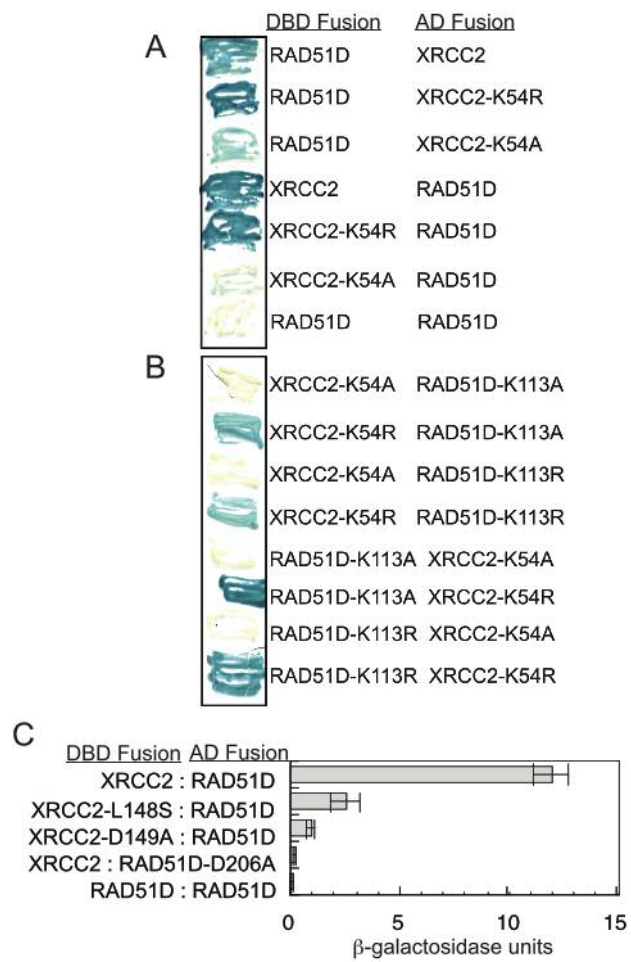 DBD Fusion AD Fusion
A
RAD51D XRCC2
RAD51D XRCC2-K54R
RAD51D XRCC2-K54A
XRCC2 RAD51D
XRCC2-K54R RAD51D
XRCC2-K54A RAD51D
RAD51D RAD51D
B
XRCC2-K54A RAD51D-K113A
XRCC2-K54R RAD51D-K113A
XRCC2-K54A RAD51D-K113R
XRCC2-K54R RAD51D-K113R
RAD51D-K113A XRCC2-K54A
RAD51D-K113A XRCC2-K54R
RAD51D-K113R XRCC2-K54A
RAD51D-K113R XRCC2-K54R
C
DBD Fusion AD Fusion
XRCC2 : RAD51D
XRCC2-L148S : RAD51D
XRCC2-D149A : RAD51D
XRCC2 : RAD51D-D206A
RAD51D : RAD51D
0 5 10 15
β-galactosidase units